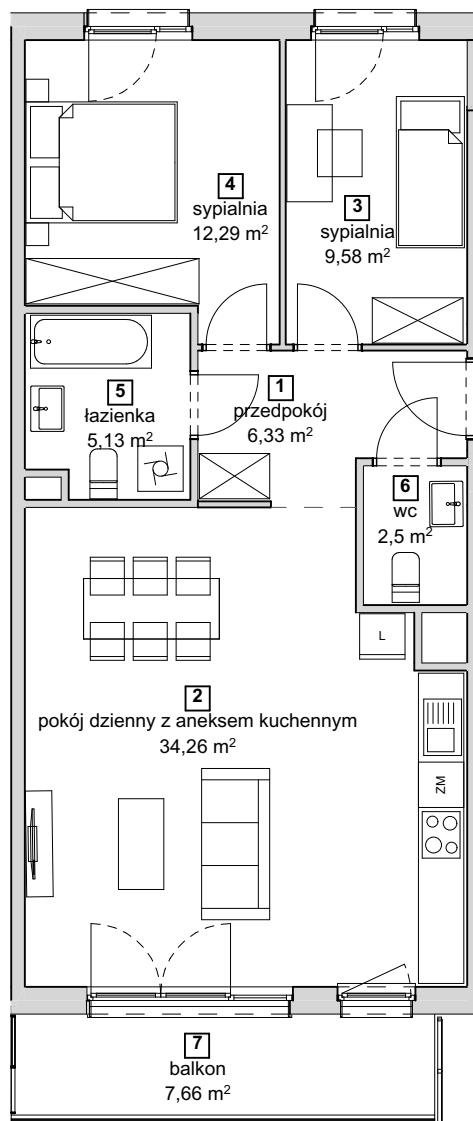 4
sypialnia
12,29 m²
3
sypialnia
9,58 m²
5
łazienka
5,13 m²
1
przedpokój
6,33 m²
6
wc
2,5 m²
L
2
pokój dzienny z aneksem kuchennym
34,26 m²
ZM
7
balkon
7,66 m²